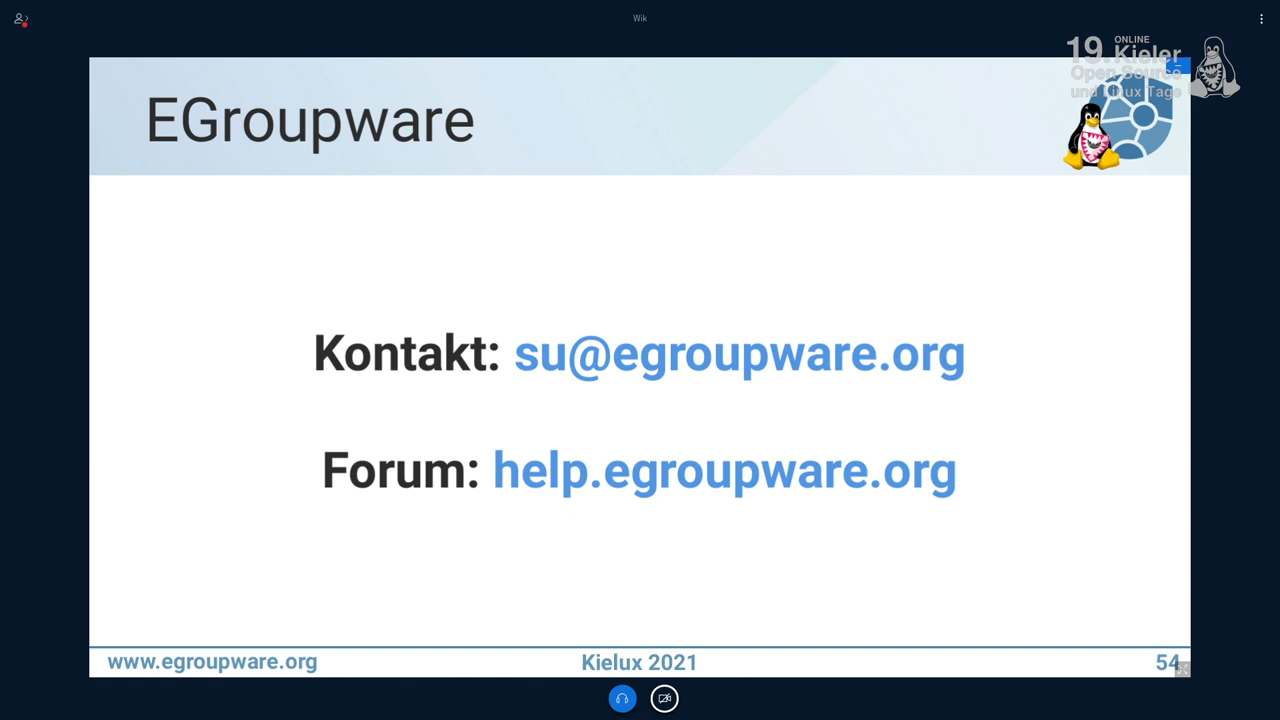 Wik
19. ONLINE
Kieler
Open Source
und Linux Tage
EGroupware
Kontakt: su@egroupware.org
Forum: help.egroupware.org
www.egroupware.org
Kielux 2021
54